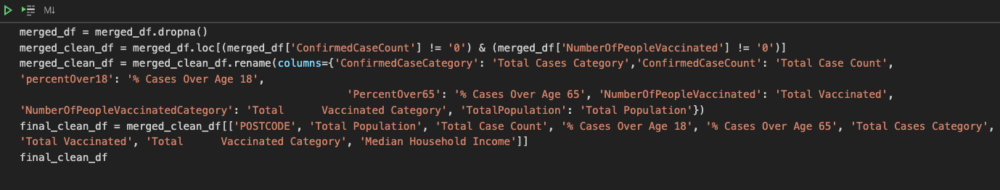 M↓
merged_df = merged_df.dropna()
merged_clean_df = merged_df.loc[(merged_df['ConfirmedCaseCount'] != '0') & (merged_df['NumberOfPeopleVaccinated'] != '0')]
merged_clean_df = merged_clean_df.rename(columns={'ConfirmedCaseCategory': 'Total Cases Category','ConfirmedCaseCount': 'Total Case Count',
'percentOver18': '% Cases Over Age 18',
                                                    'PercentOver65': '% Cases Over Age 65', 'NumberOfPeopleVaccinated': 'Total Vaccinated',
'NumberOfPeopleVaccinatedCategory': 'Total      Vaccinated Category', 'TotalPopulation': 'Total Population'})
final_clean_df = merged_clean_df[['POSTCODE', 'Total Population', 'Total Case Count', '% Cases Over Age 18', '% Cases Over Age 65', 'Total Cases Category',
'Total Vaccinated', 'Total      Vaccinated Category', 'Median Household Income']]
final_clean_df